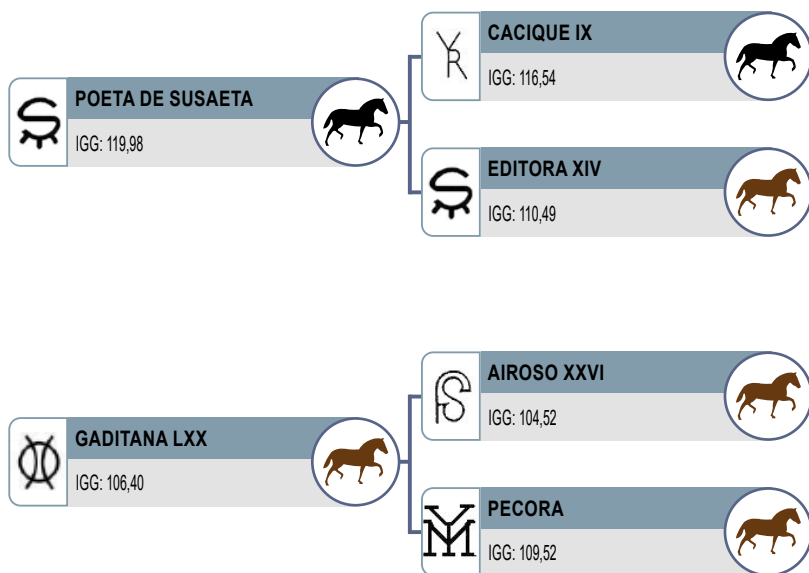 CACIQUE IX
IGG: 116,54
POETA DE SUSAETA
IGG: 119,98
EDITORA XIV
IGG: 110,49
AIROSO XXVI
IGG: 104,52
GADITANA LXX
IGG: 106,40
PECORA
IGG: 109,52